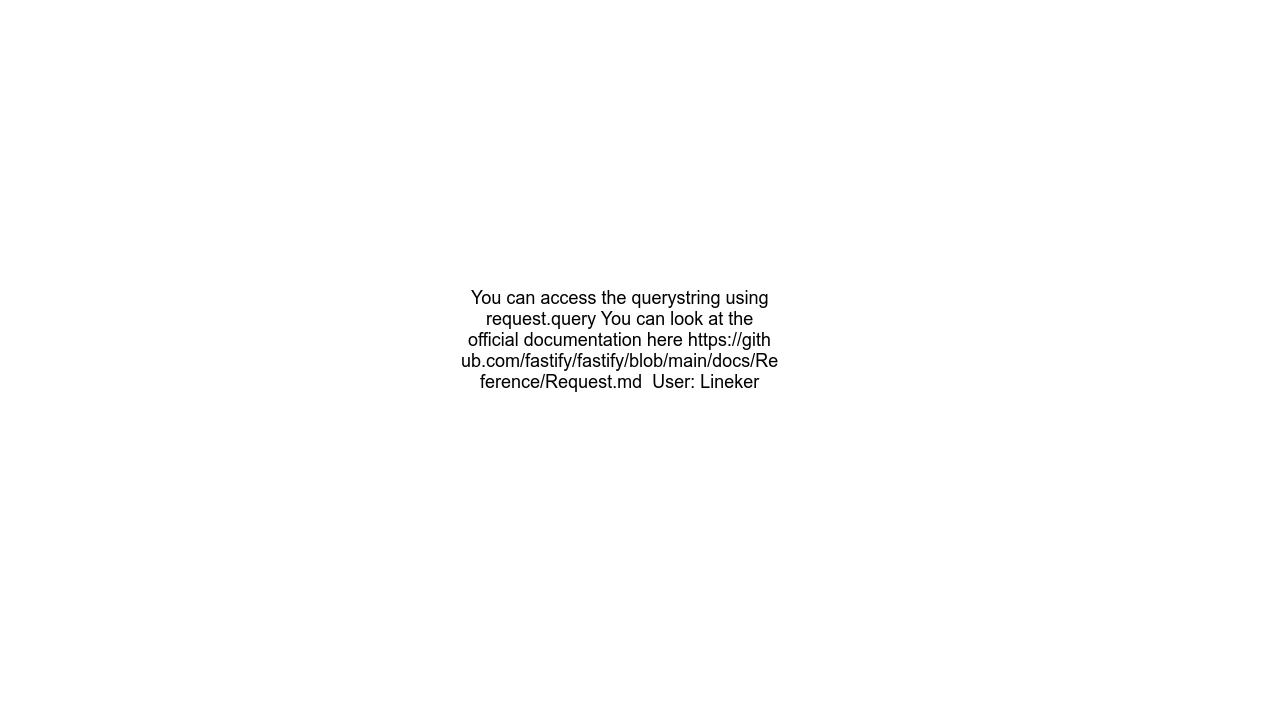 You can access the querystring using
request.query You can look at the
official documentation here https://gith
ub.com/fastify/fastify/blob/main/docs/Re
ference/Request.md  User: Lineker